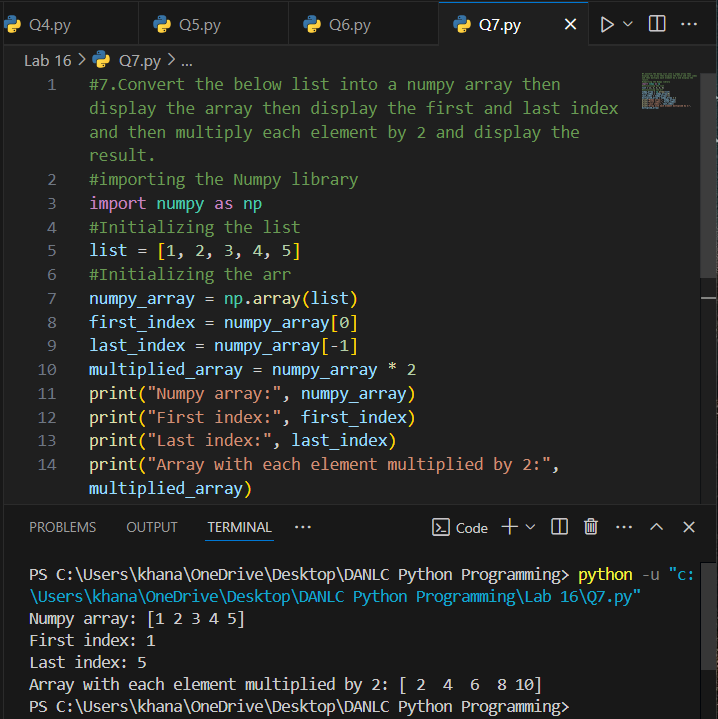 Q4.py Q5.py Q6.py Q7.py
Lab 16 > Q7.py > ...
1 #7.Convert the below list into a numpy array then
display the array then display the first and last index
and then multiply each element by 2 and display the
result.
2 #importing the Numpy library
3 import numpy as np
4 #Initializing the list
5 list = [1, 2, 3, 4, 5]
6 #Initializing the arr
7 numpy_array = np.array(list)
8 first_index = numpy_array[0]
9 last_index = numpy_array[-1]
10 multiplied_array = numpy_array * 2
11 print("Numpy array:", numpy_array)
12 print("First index:", first_index)
13 print("Last index:", last_index)
14 print("Array with each element multiplied by 2:",
multiplied_array)
PROBLEMS OUTPUT TERMINAL ... Code
PS C:\Users\khana\OneDrive\Desktop\DANLC Python Programming> python -u "c:
\Users\khana\OneDrive\Desktop\DANLC Python Programming\Lab 16\Q7.py"
Numpy array: [1 2 3 4 5]
First index: 1
Last index: 5
Array with each element multiplied by 2: [ 2  4  6  8 10]
PS C:\Users\khana\OneDrive\Desktop\DANLC Python Programming>